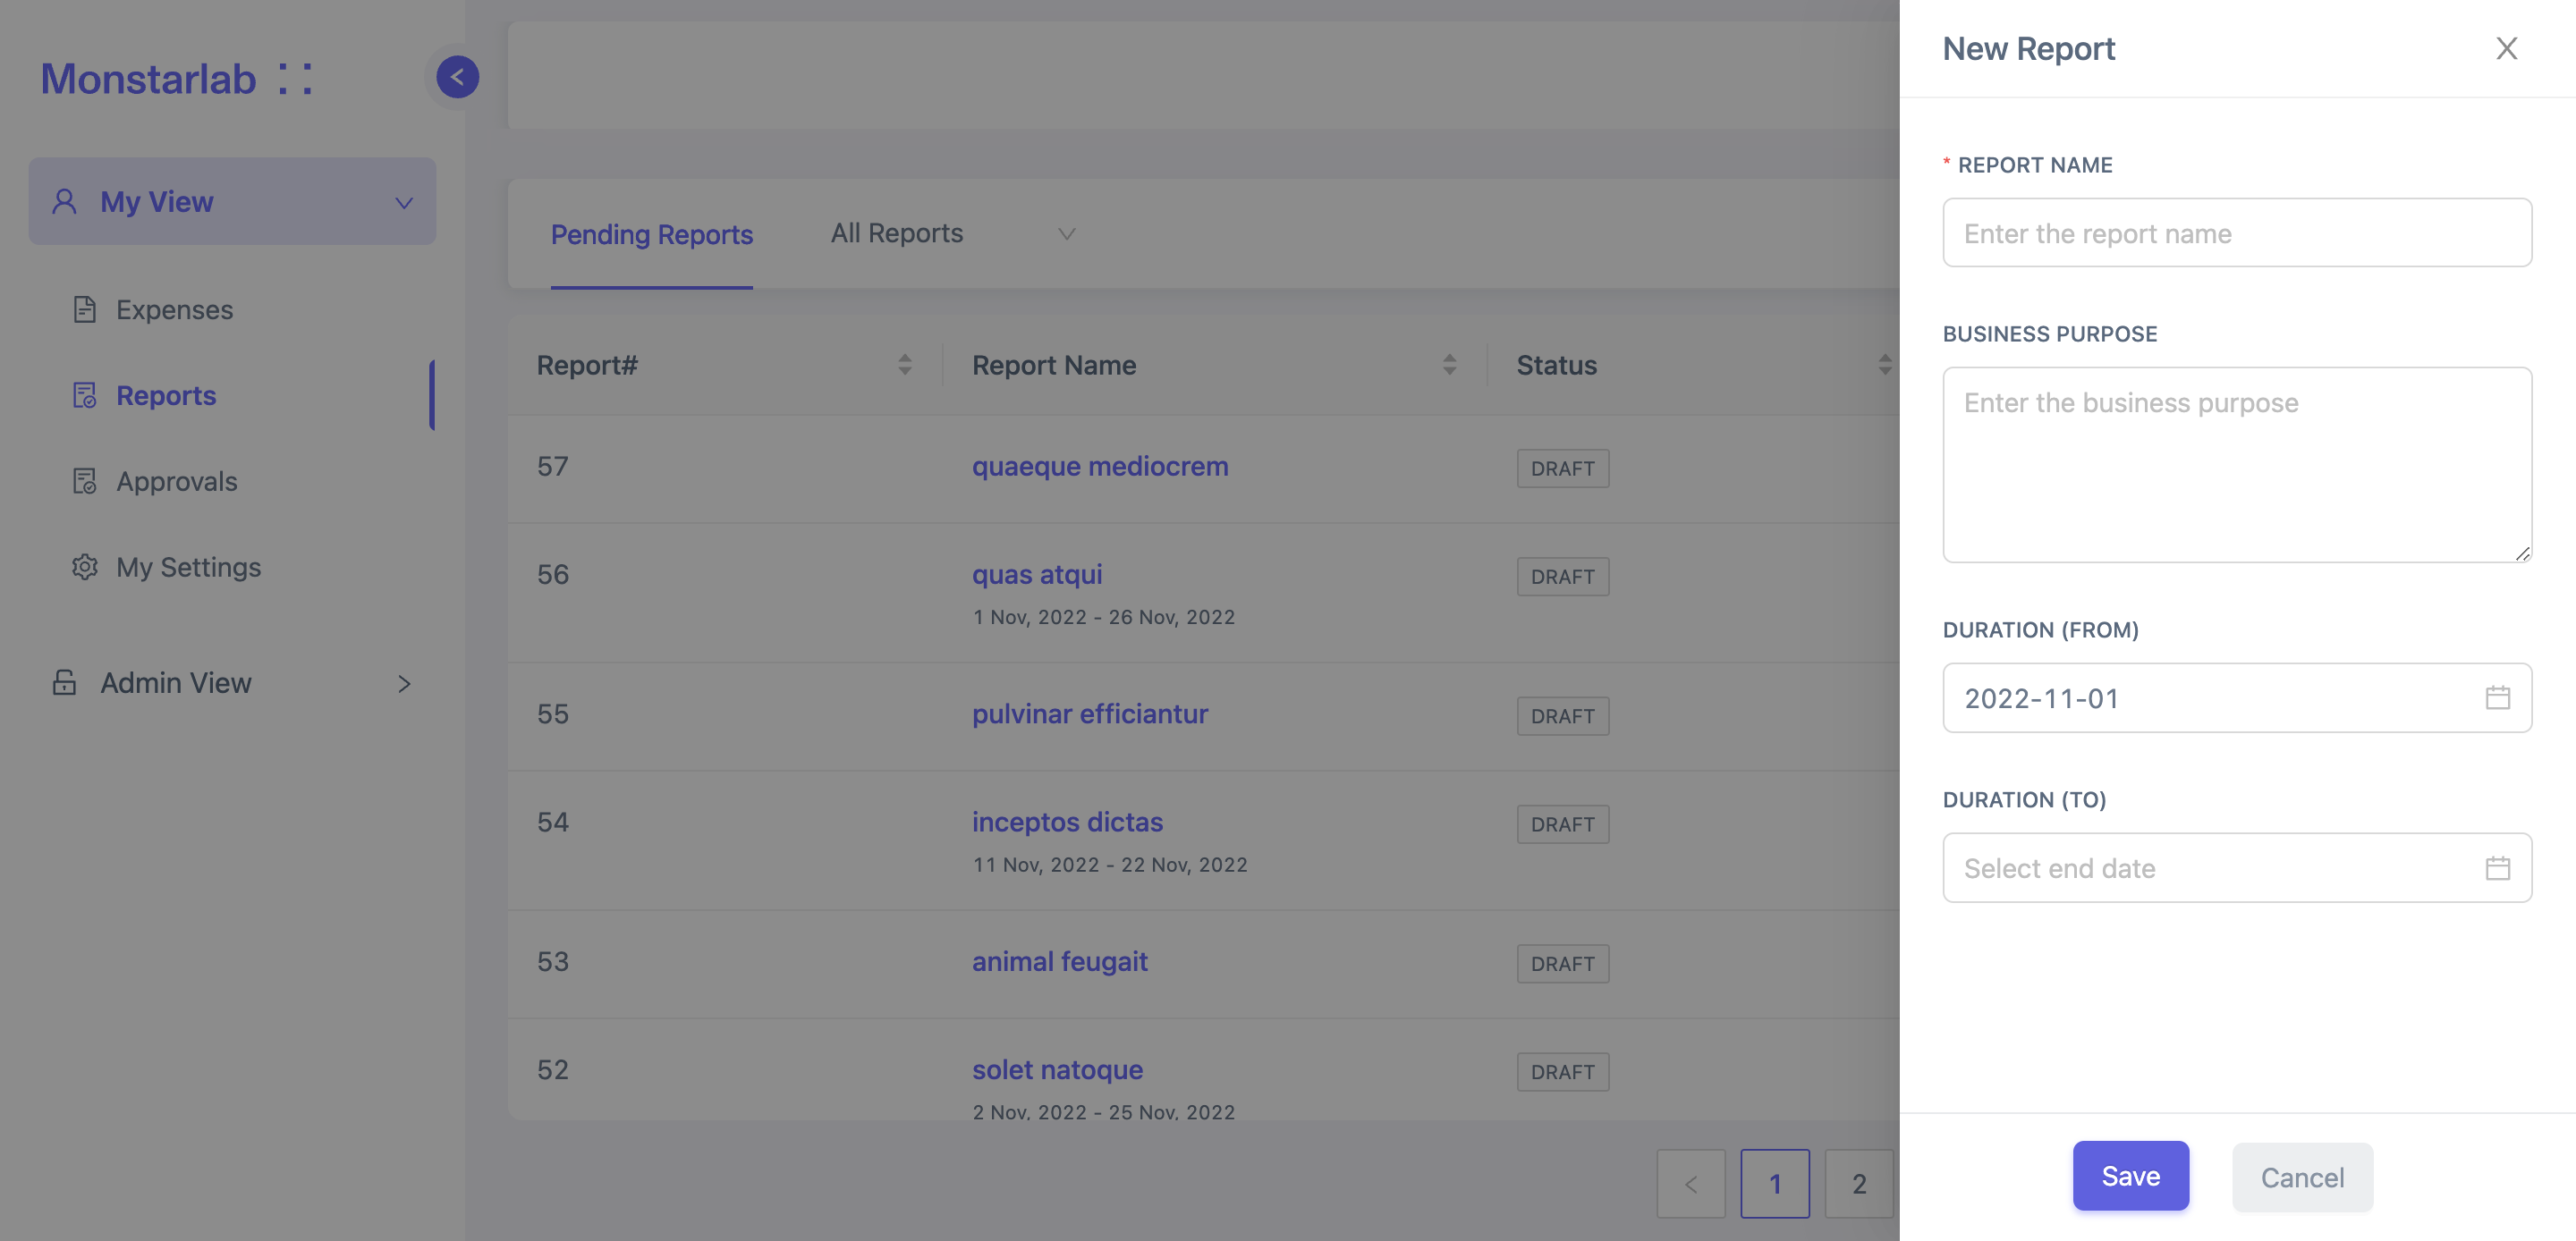 Monstarlab
My View
Expenses
Reports
Approvals
My Settings
Admin View
Pending Reports All Reports
Report# Report Name Status
57 quaeque mediocrem DRAFT
56 quas atqui DRAFT
1 Nov, 2022 - 26 Nov, 2022
55 pulvinar efficiantur DRAFT
54 inceptos dictas DRAFT
11 Nov, 2022 - 22 Nov, 2022
53 animal feugait DRAFT
52 solet natoque DRAFT
2 Nov, 2022 - 25 Nov, 2022
< 1 2
New Report
* REPORT NAME
Enter the report name
BUSINESS PURPOSE
Enter the business purpose
DURATION (FROM)
2022-11-01
DURATION (TO)
Select end date
Save Cancel